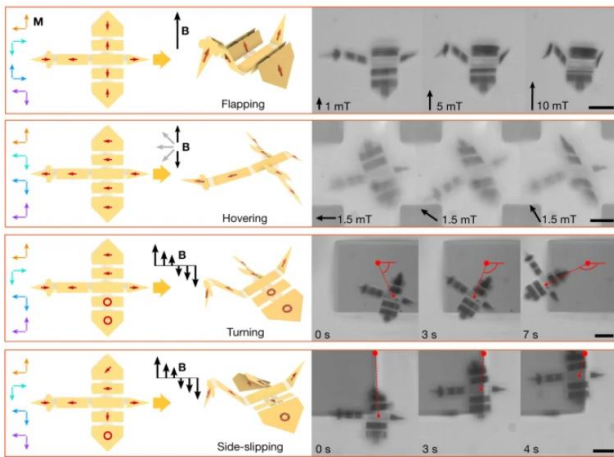 M
B
Flapping
1 mT
5 mT
10 mT
B
Hovering
1.5 mT
1.5 mT
1.5 mT
B
Turning
0 s
3 s
7 s
B
Side-slipping
0 s
3 s
4 s